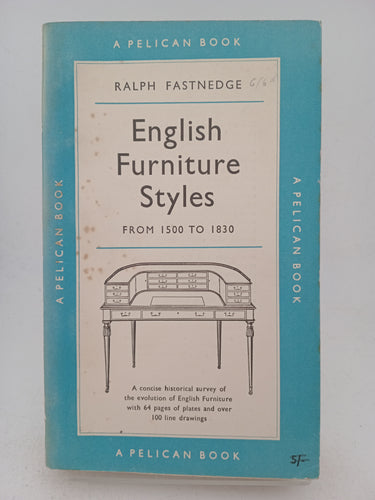 A PELICAN BOOK
RALPH FASTNEDGE
English
Furniture
Styles
FROM 1500 TO 1830
A PELICAN BOOK
A PELICAN BOOK
A concise historical survey of
the evolution of English Furniture
with 64 pages of plates and over
100 line drawings
A PELICAN BOOK
5/-